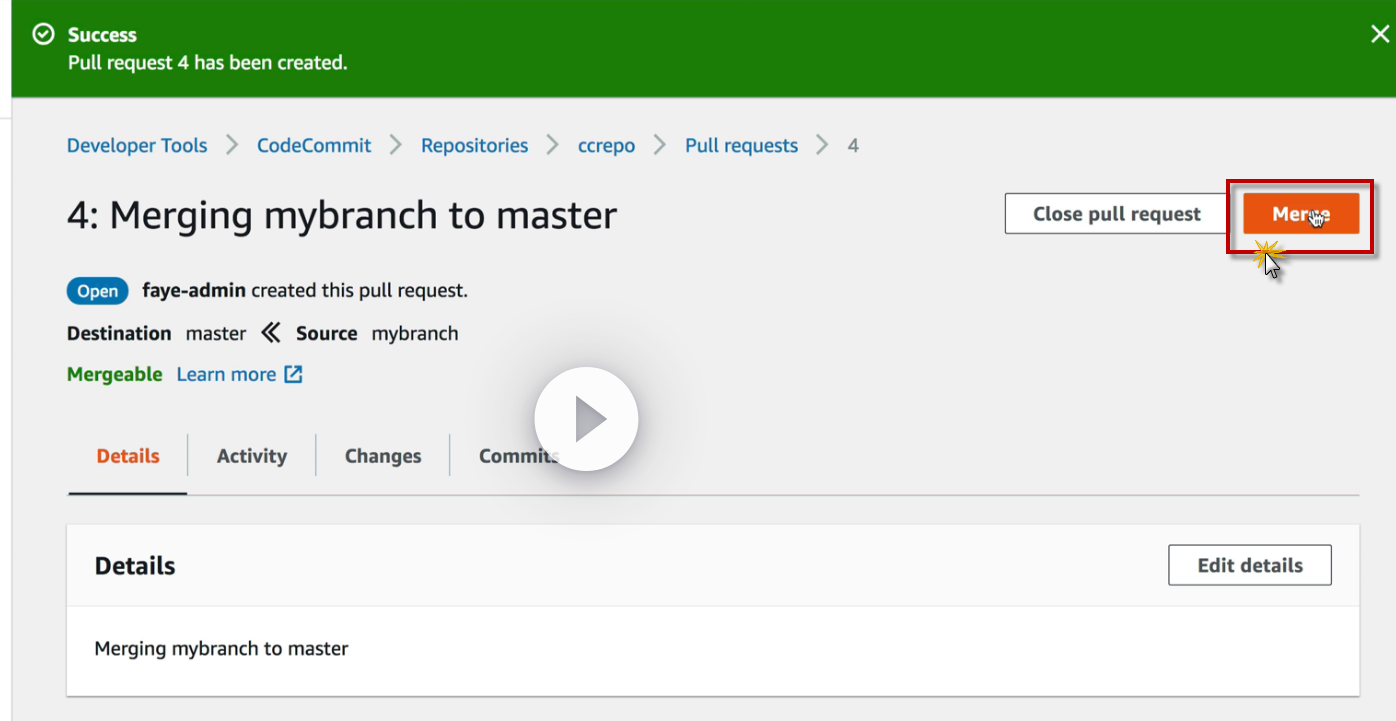 Success
Pull request 4 has been created.
Developer Tools > CodeCommit > Repositories > ccrepo > Pull requests > 4
4: Merging mybranch to master
Close pull request
Merge
Open faye-admin created this pull request.
Destination master Source mybranch
Mergeable Learn more
Details Activity Changes Commits
Details
Edit details
Merging mybranch to master